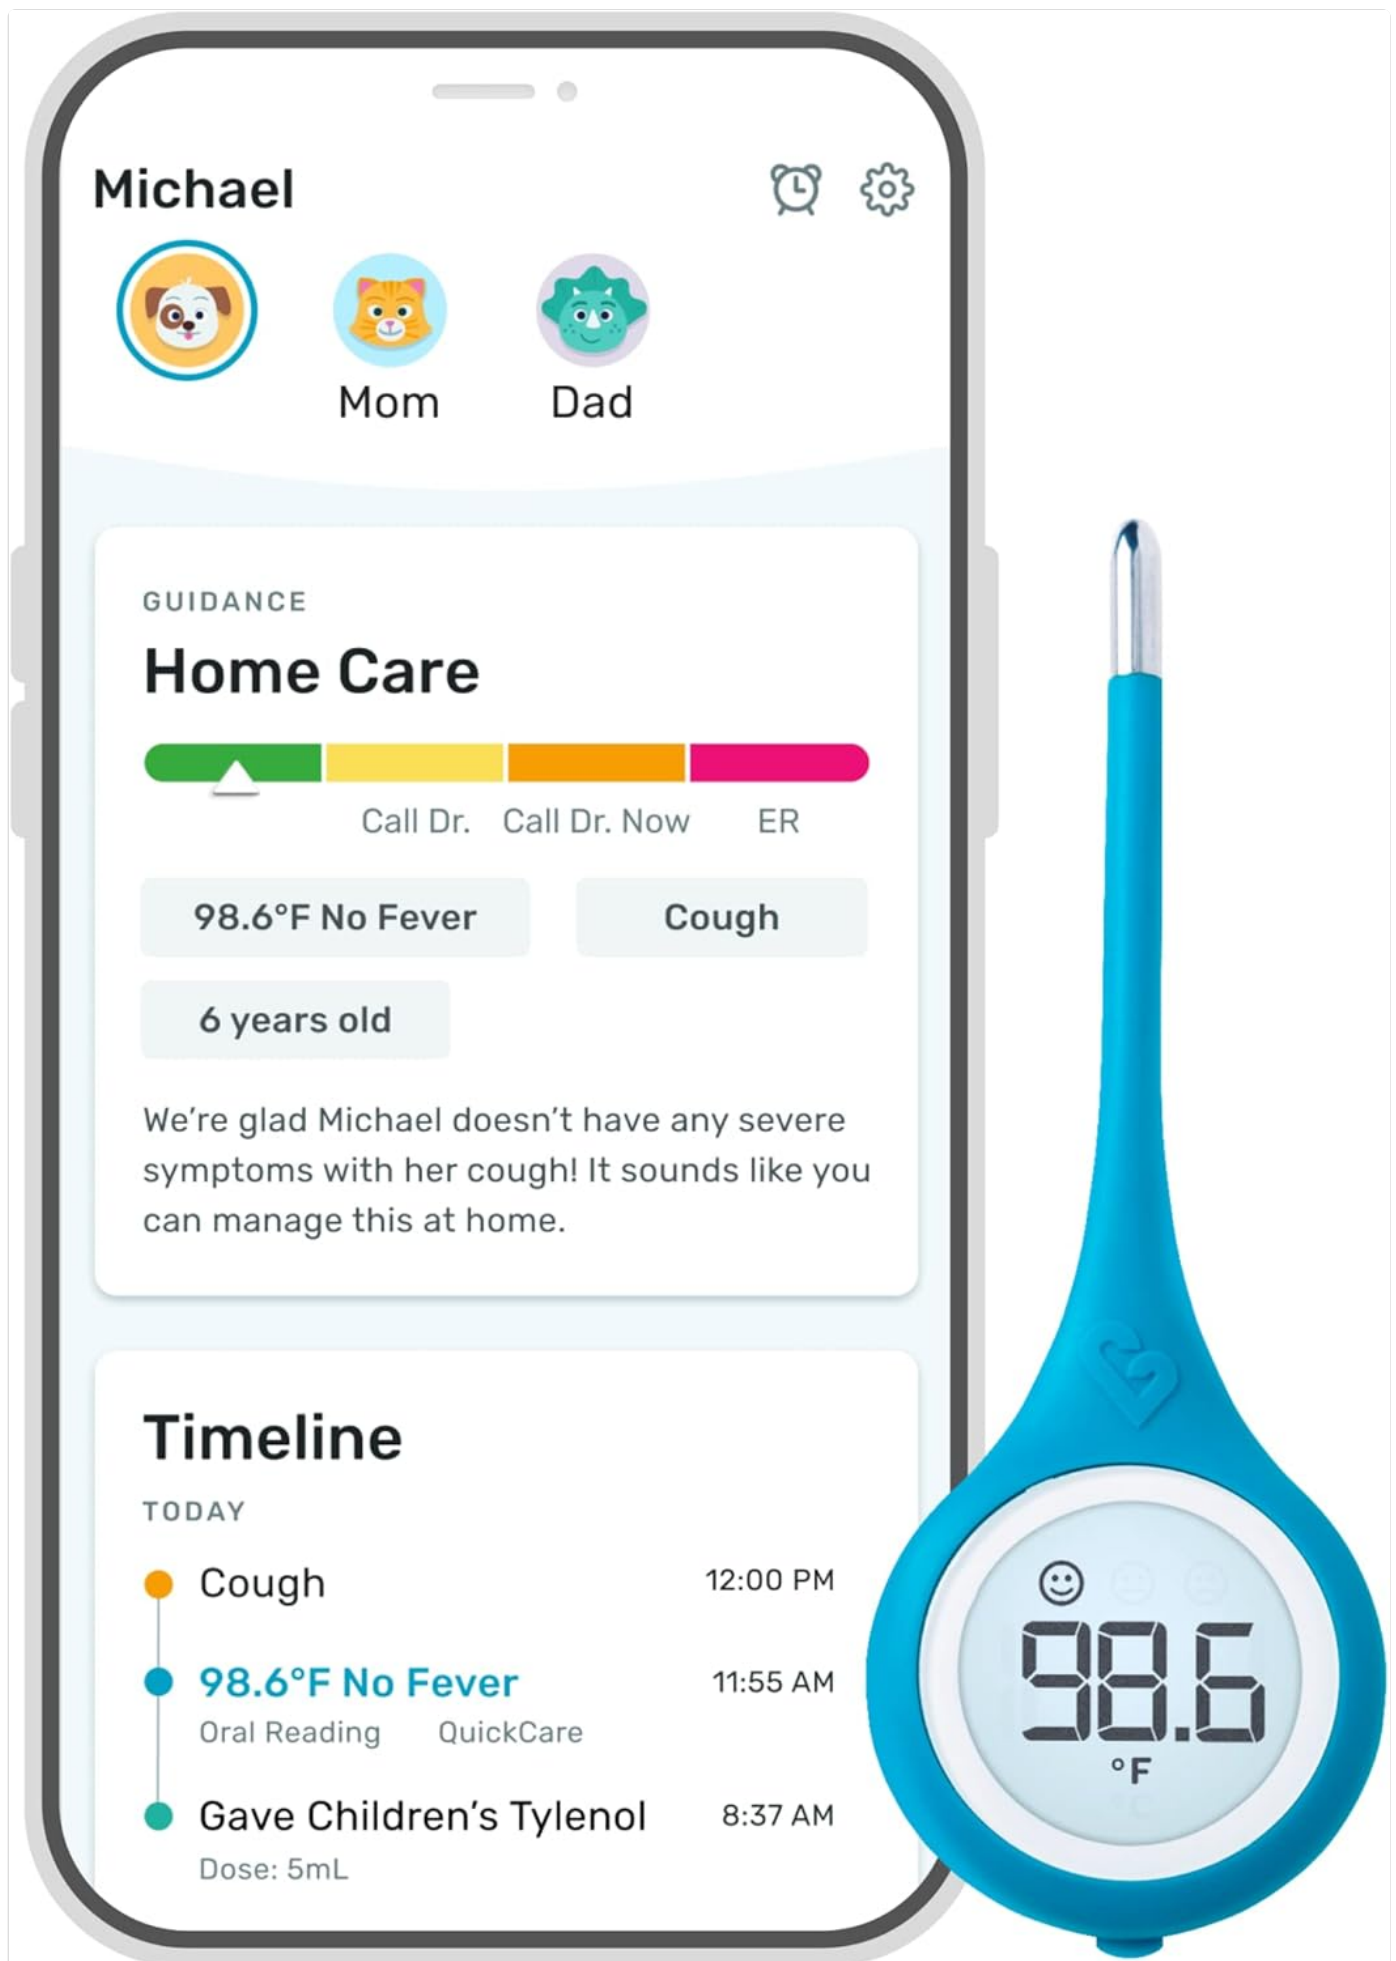 Michael
Mom
Dad
GUIDANCE
Home Care
Call Dr. Call Dr. Now ER
98.6°F No Fever Cough
6 years old
We're glad Michael doesn't have any severe
symptoms with her cough! It sounds like you
can manage this at home.
Timeline
TODAY
Cough 12:00 PM
98.6°F No Fever 11:55 AM
Oral Reading QuickCare
Gave Children's Tylenol 8:37 AM
Dose: 5mL
98.6
°F
°C